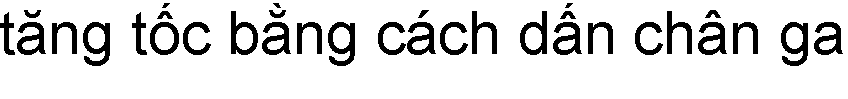 tăng tốc bằng cách dấn chân ga